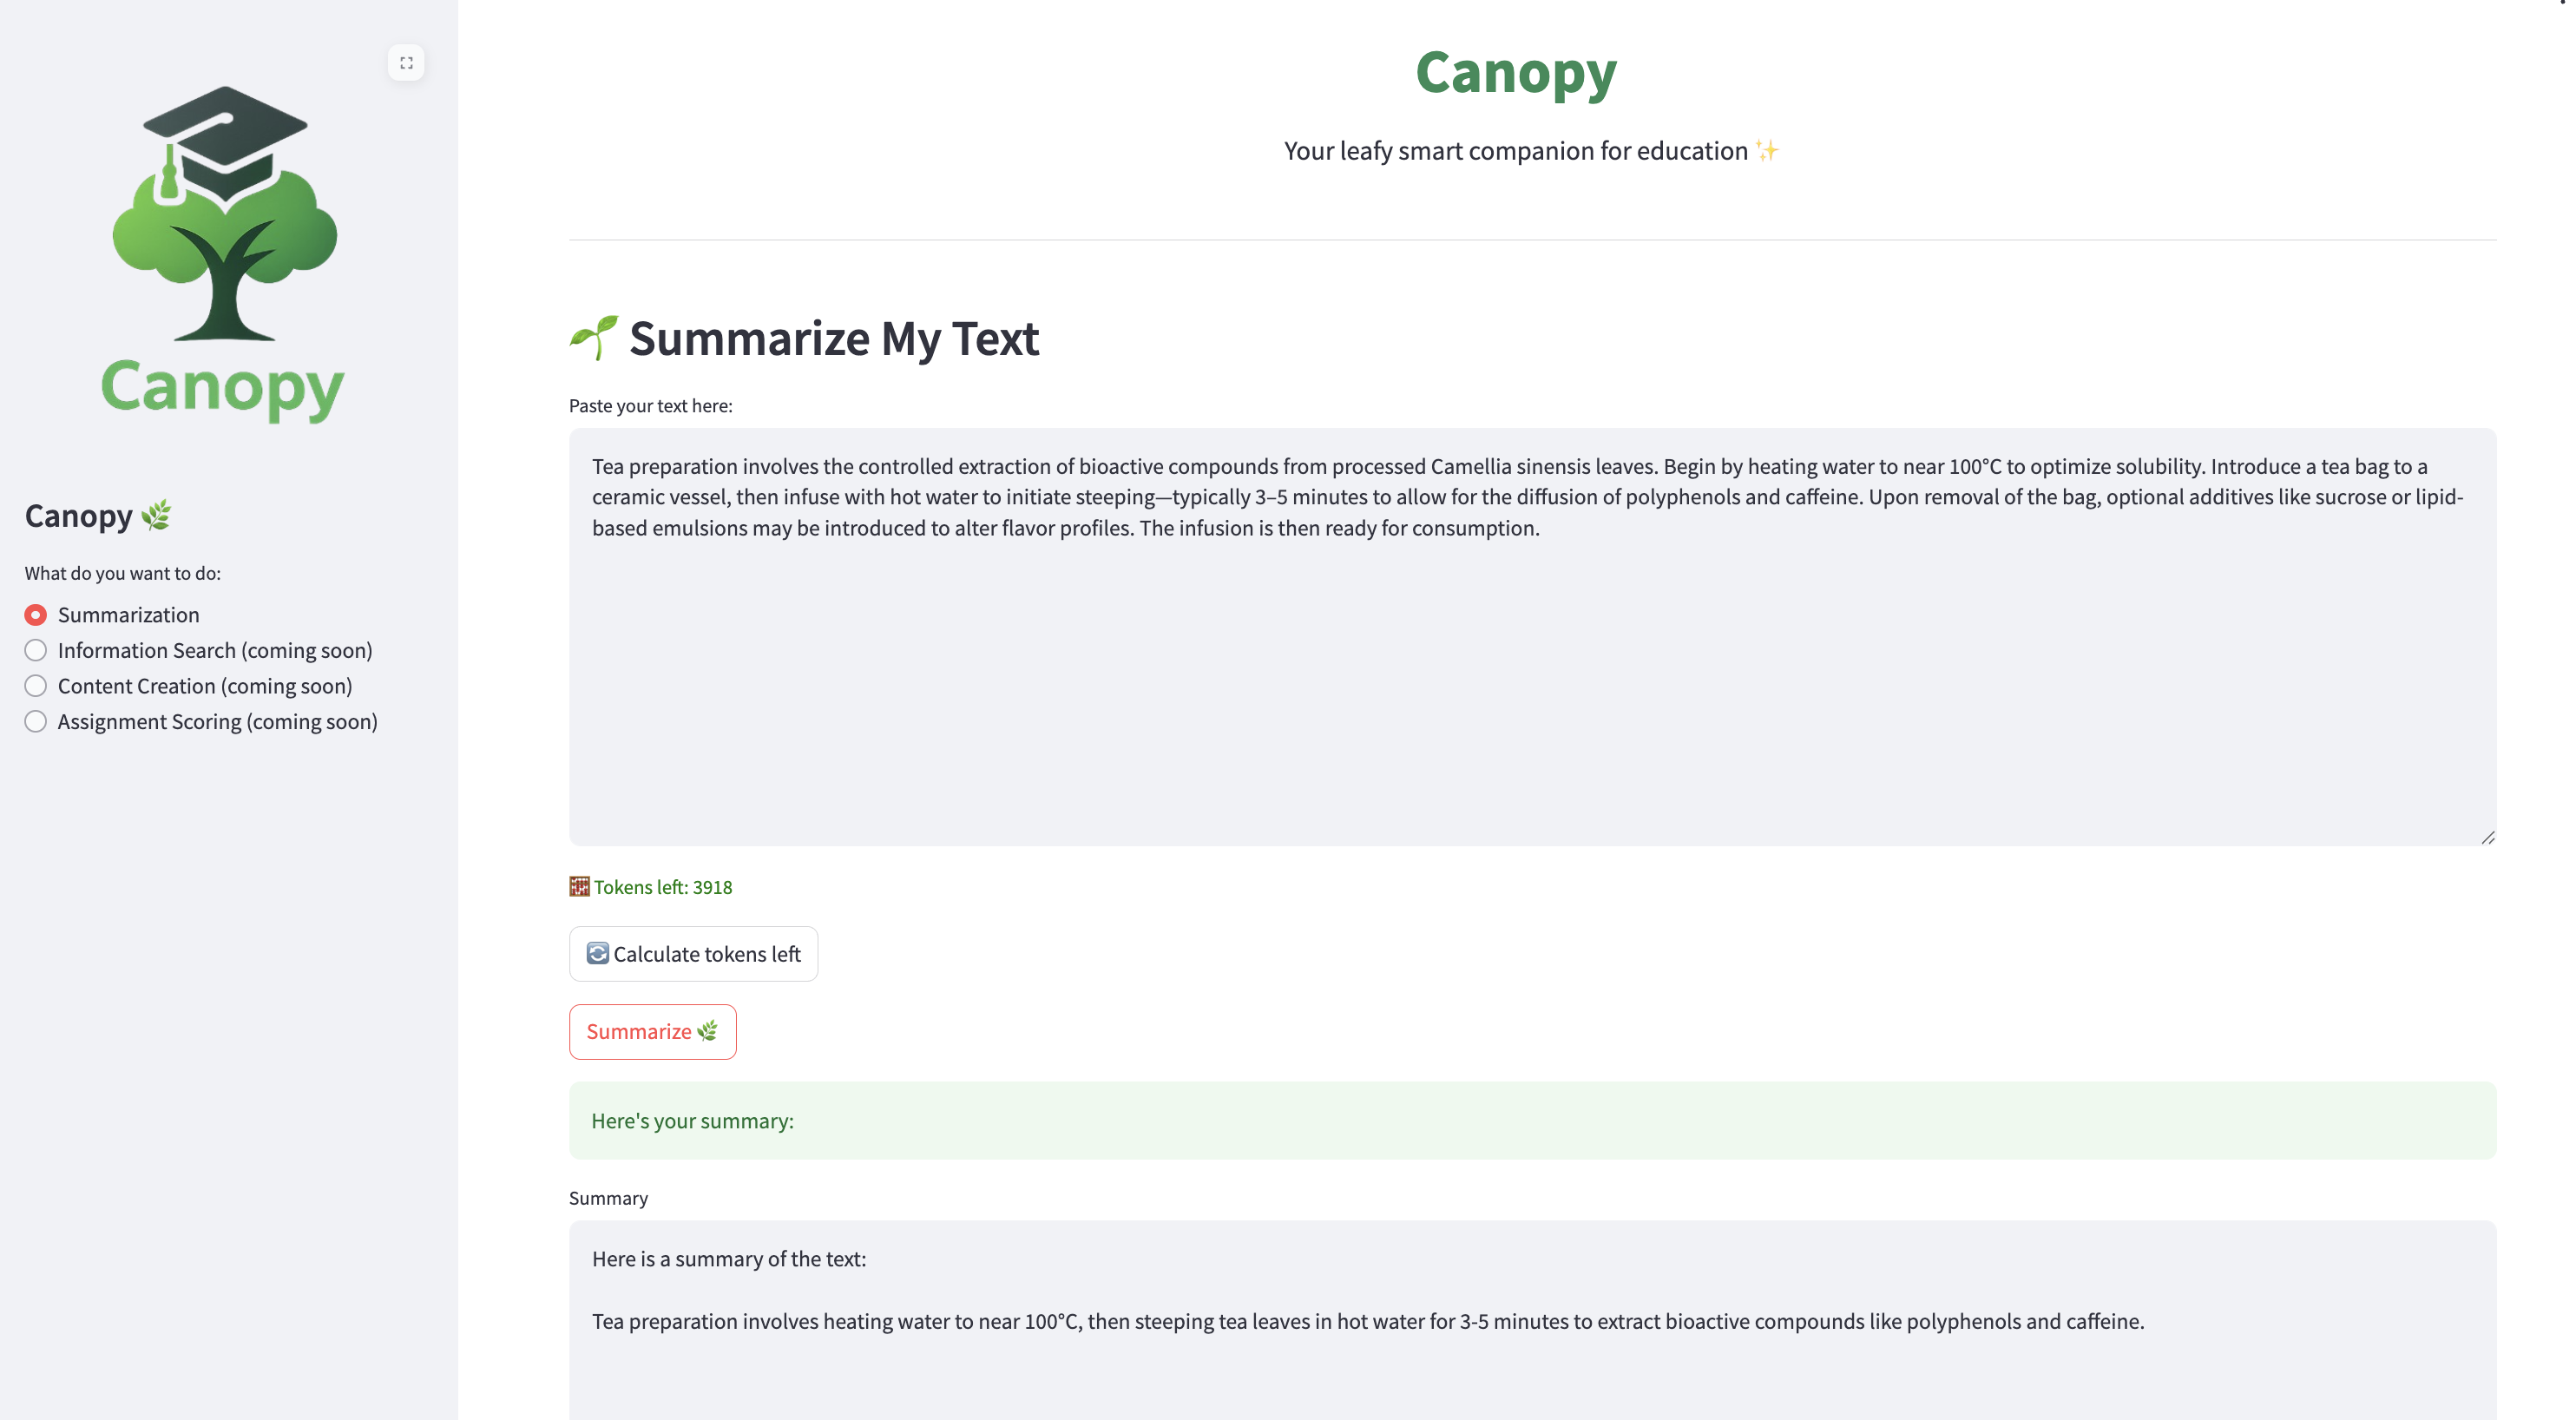 Canopy
Canopy 🌿
What do you want to do:
Summarization
Information Search (coming soon)
Content Creation (coming soon)
Assignment Scoring (coming soon)
Canopy
Your leafy smart companion for education ✨
🌱 Summarize My Text
Paste your text here:
Tea preparation involves the controlled extraction of bioactive compounds from processed Camellia sinensis leaves. Begin by heating water to near 100°C to optimize solubility. Introduce a tea bag to a
ceramic vessel, then infuse with hot water to initiate steeping—typically 3–5 minutes to allow for the diffusion of polyphenols and caffeine. Upon removal of the bag, optional additives like sucrose or lipid-
based emulsions may be introduced to alter flavor profiles. The infusion is then ready for consumption.
🧮 Tokens left: 3918
🔄 Calculate tokens left
Summarize 🌿
Here's your summary:
Summary
Here is a summary of the text:
Tea preparation involves heating water to near 100°C, then steeping tea leaves in hot water for 3-5 minutes to extract bioactive compounds like polyphenols and caffeine.